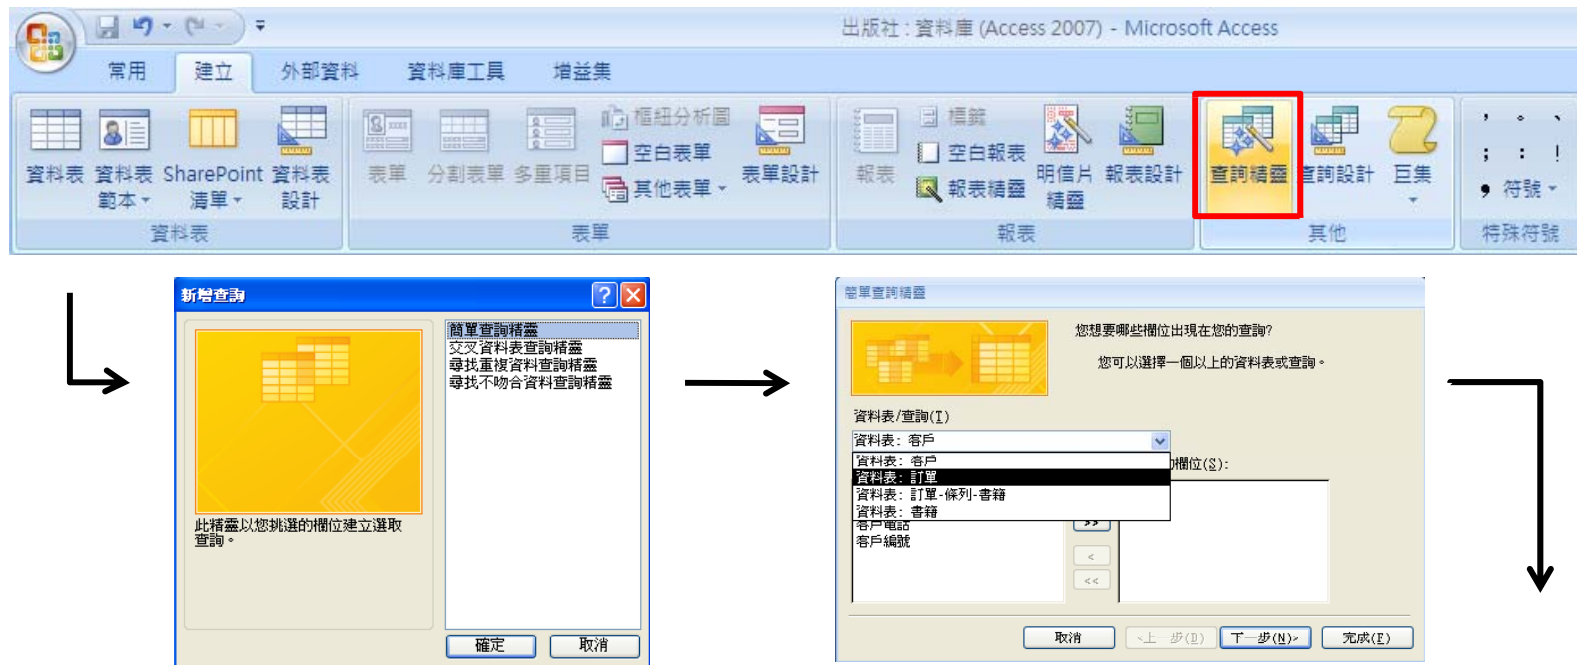 出版社 : 資料庫 (Access 2007) - Microsoft Access
常用 建立 外部資料 資料庫工具 增益集
資料表
資料表
範本
SharePoint
清單
資料表
設計
資料表
表單
分割表單
多重項目
樞紐分析圖
空白表單
其他表單
表單設計
表單
報表
標籤
空白報表
報表精靈
明信片
精靈
報表設計
報表
查詢精靈
查詢設計
巨集
其他
, 。 、
; : !
符號
特殊符號
新增查詢
簡單查詢精靈
交叉資料表查詢精靈
尋找重複資料查詢精靈
尋找不吻合資料查詢精靈
此精靈以您挑選的欄位建立選取
查詢。
確定 取消
簡單查詢精靈
您想要哪些欄位出現在您的查詢?
您可以選擇一個以上的資料表或查詢。
資料表/查詢(T)
資料表: 客戶
資料表: 客戶
資料表: 訂單
資料表: 訂單-條列-書籍
資料表: 書籍
欄位(S):
客戶電話
客戶編號
>>
<
<<
取消 <上一步(B) 下一步(N)> 完成(F)